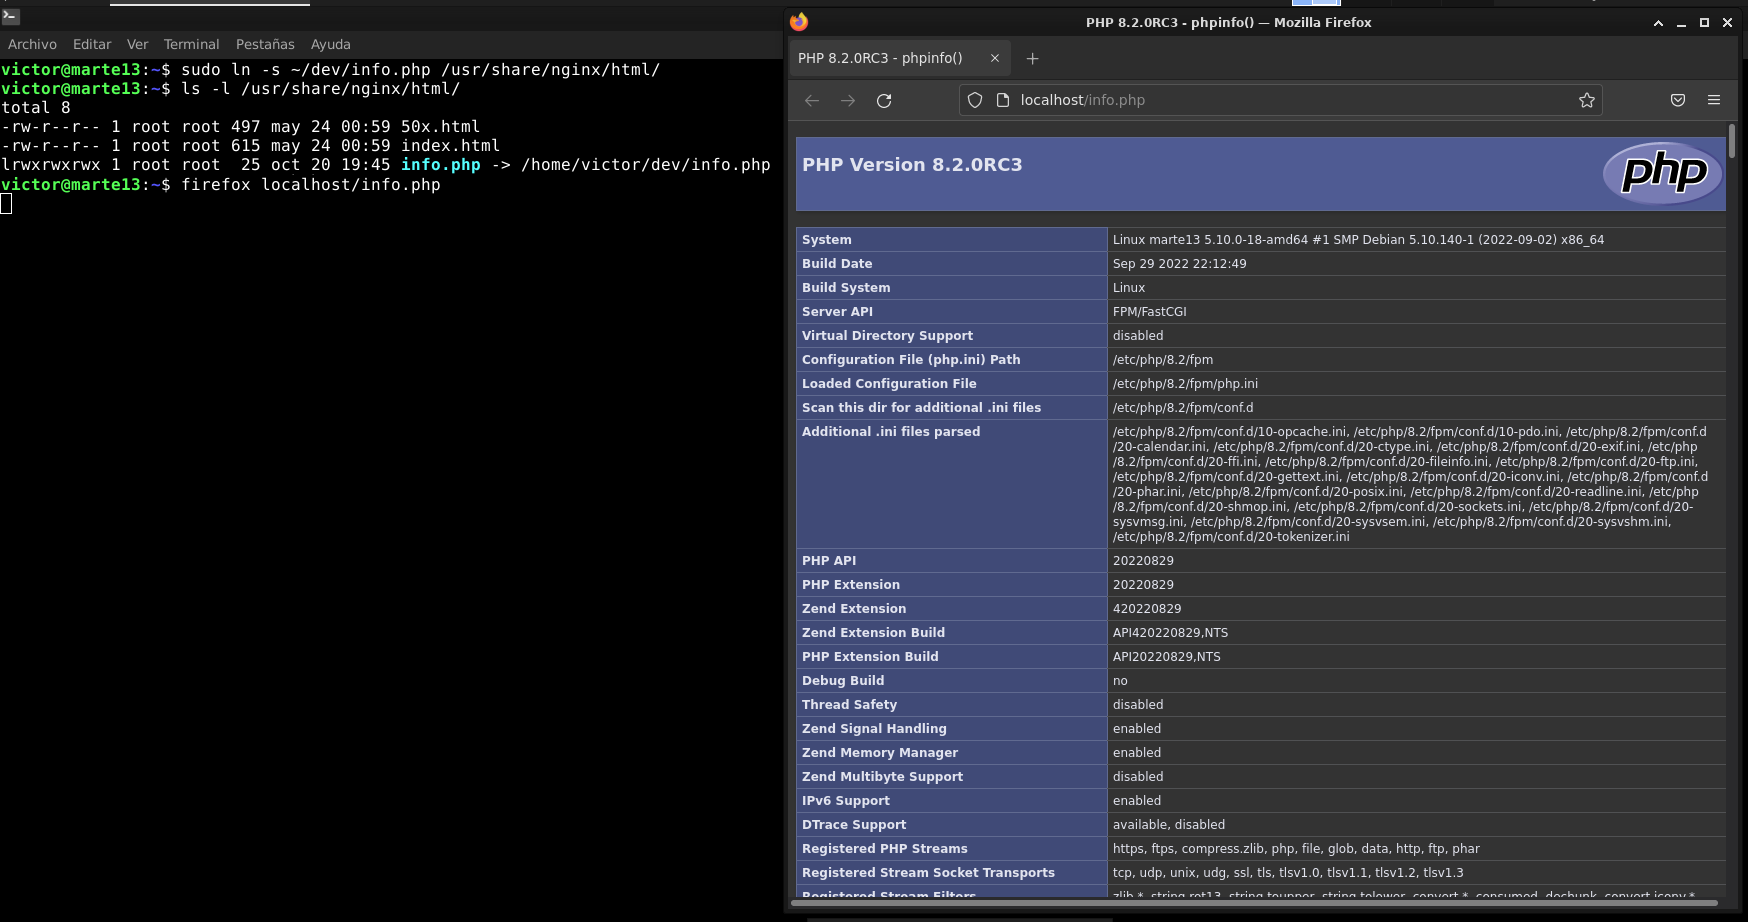 Archivo Editar Ver Terminal Pestañas Ayuda
victor@marte13:~$ sudo ln -s ~/dev/info.php /usr/share/nginx/html/
victor@marte13:~$ ls -l /usr/share/nginx/html/
total 8
-rw-r--r-- 1 root root 497 may 24 00:59 50x.html
-rw-r--r-- 1 root root 615 may 24 00:59 index.html
lrwxrwxrwx 1 root root  25 oct 20 19:45 info.php -> /home/victor/dev/info.php
victor@marte13:~$ firefox localhost/info.php
PHP 8.2.0RC3 - phpinfo() — Mozilla Firefox
PHP 8.2.0RC3 - phpinfo()
localhost/info.php
PHP Version 8.2.0RC3
php
System Linux marte13 5.10.0-18-amd64 #1 SMP Debian 5.10.140-1 (2022-09-02) x86_64
Build Date Sep 29 2022 22:12:49
Build System Linux
Server API FPM/FastCGI
Virtual Directory Support disabled
Configuration File (php.ini) Path /etc/php/8.2/fpm
Loaded Configuration File /etc/php/8.2/fpm/php.ini
Scan this dir for additional .ini files /etc/php/8.2/fpm/conf.d
Additional .ini files parsed /etc/php/8.2/fpm/conf.d/10-opcache.ini, /etc/php/8.2/fpm/conf.d/10-pdo.ini, /etc/php/8.2/fpm/conf.d
/20-calendar.ini, /etc/php/8.2/fpm/conf.d/20-ctype.ini, /etc/php/8.2/fpm/conf.d/20-exif.ini, /etc/php
/8.2/fpm/conf.d/20-ffi.ini, /etc/php/8.2/fpm/conf.d/20-fileinfo.ini, /etc/php/8.2/fpm/conf.d/20-ftp.ini,
/etc/php/8.2/fpm/conf.d/20-gettext.ini, /etc/php/8.2/fpm/conf.d/20-iconv.ini, /etc/php/8.2/fpm/conf.d
/20-phar.ini, /etc/php/8.2/fpm/conf.d/20-posix.ini, /etc/php/8.2/fpm/conf.d/20-readline.ini, /etc/php
/8.2/fpm/conf.d/20-shmop.ini, /etc/php/8.2/fpm/conf.d/20-sockets.ini, /etc/php/8.2/fpm/conf.d/20-
sysvmsg.ini, /etc/php/8.2/fpm/conf.d/20-sysvsem.ini, /etc/php/8.2/fpm/conf.d/20-sysvshm.ini,
/etc/php/8.2/fpm/conf.d/20-tokenizer.ini
PHP API 20220829
PHP Extension 20220829
Zend Extension 420220829
Zend Extension Build API420220829,NTS
PHP Extension Build API20220829,NTS
Debug Build no
Thread Safety disabled
Zend Signal Handling enabled
Zend Memory Manager enabled
Zend Multibyte Support disabled
IPv6 Support enabled
DTrace Support available, disabled
Registered PHP Streams https, ftps, compress.zlib, php, file, glob, data, http, ftp, phar
Registered Stream Socket Transports tcp, udp, unix, udg, ssl, tls, tlsv1.0, tlsv1.1, tlsv1.2, tlsv1.3
Registered Stream Filters zlib.*, string.rot13, string.toupper, string.tolower, convert.*, consumed, dechunk, convert.iconv.*